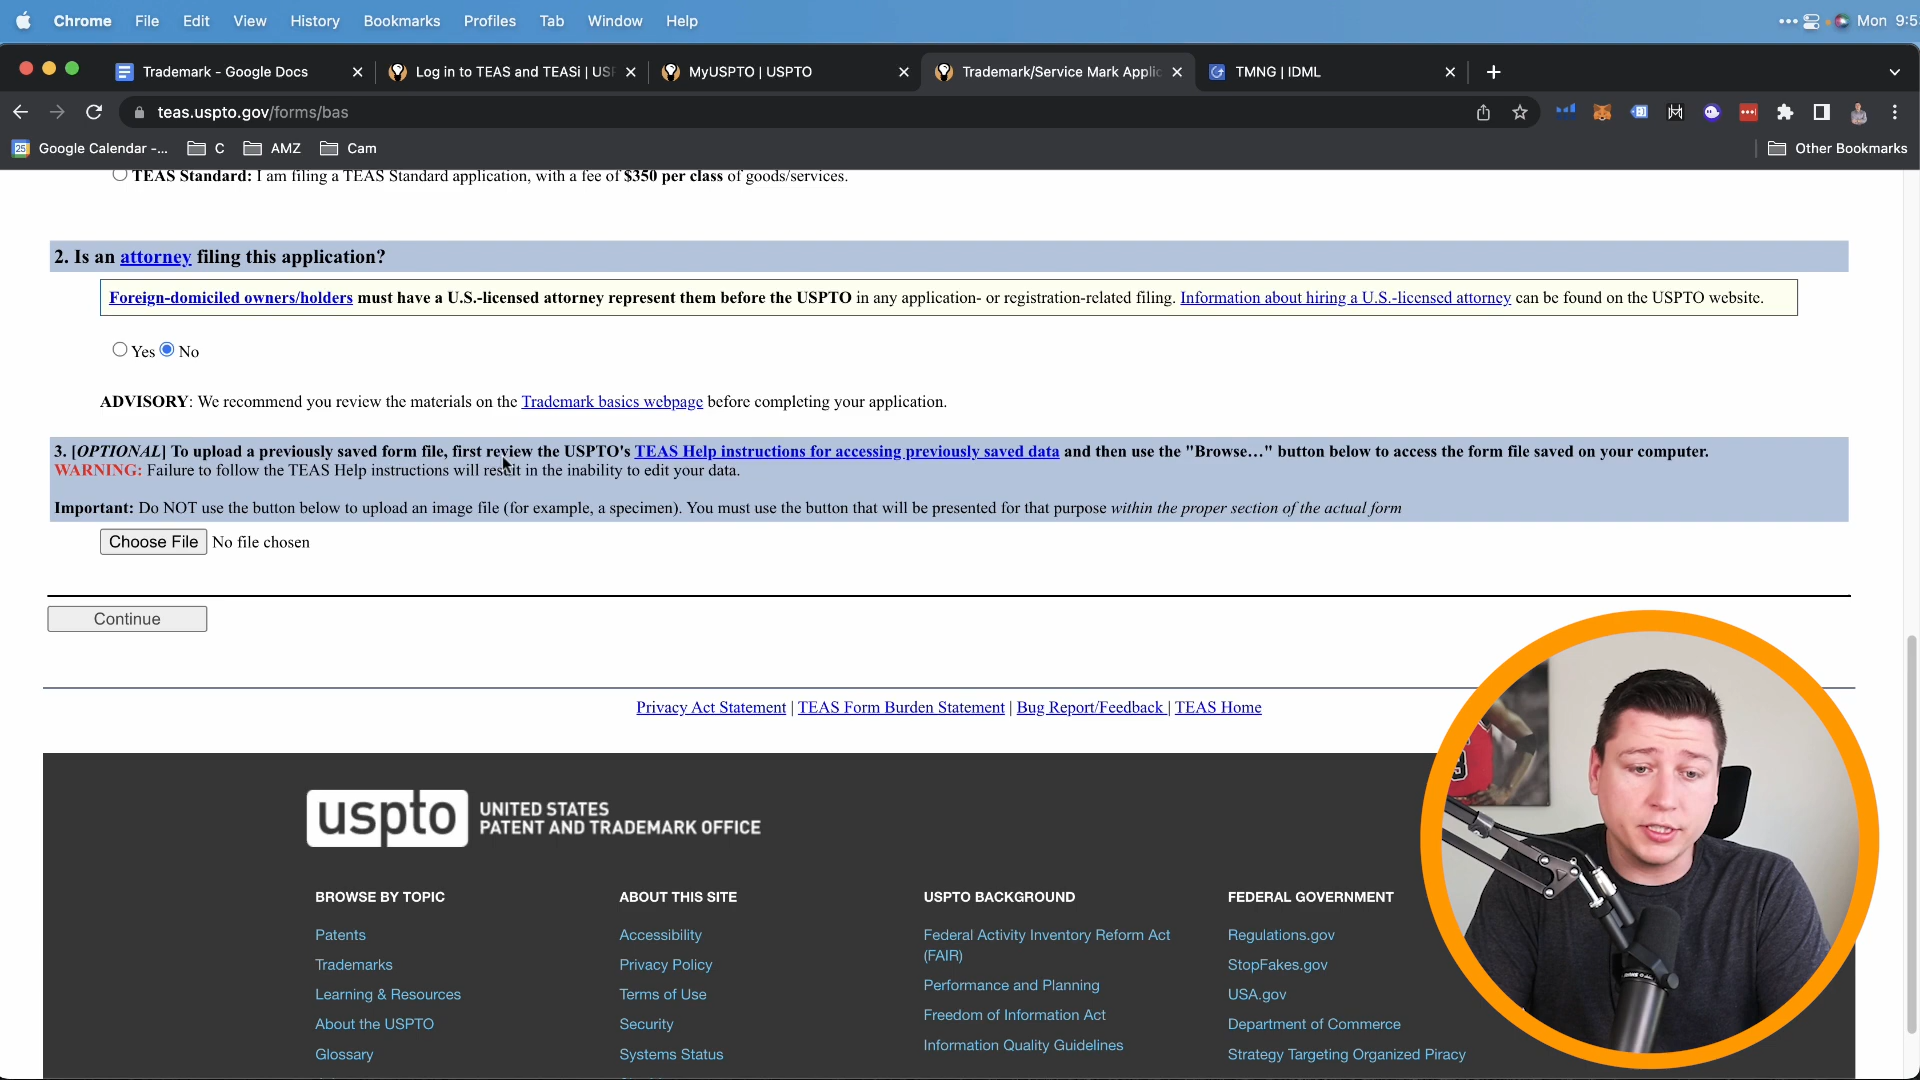 Chrome File Edit View History Bookmarks Profiles Tab Window Help Mon
Trademark - Google Docs Log in to TEAS and TEASi | US MyUSPTO | USPTO Trademark/Service Mark Applic TMNG | IDML
teas.uspto.gov/forms/bas
Google Calendar -... C AMZ Cam Other Bookmarks
TEAS Standard: I am filing a TEAS Standard application, with a fee of $350 per class of goods/services.
2. Is an attorney filing this application?
Foreign-domiciled owners/holders must have a U.S.-licensed attorney represent them before the USPTO in any application- or registration-related filing. Information about hiring a U.S.-licensed attorney can be found on the USPTO website.
Yes No
ADVISORY: We recommend you review the materials on the Trademark basics webpage before completing your application.
3. [OPTIONAL] To upload a previously saved form file, first review the USPTO's TEAS Help instructions for accessing previously saved data and then use the "Browse..." button below to access the form file saved on your computer.
WARNING: Failure to follow the TEAS Help instructions will result in the inability to edit your data.
Important: Do NOT use the button below to upload an image file (for example, a specimen). You must use the button that will be presented for that purpose within the proper section of the actual form
Choose File No file chosen
Continue
Privacy Act Statement | TEAS Form Burden Statement | Bug Report/Feedback | TEAS Home
uspto UNITED STATES
PATENT AND TRADEMARK OFFICE
BROWSE BY TOPIC
Patents
Trademarks
Learning & Resources
About the USPTO
Glossary
ABOUT THIS SITE
Accessibility
Privacy Policy
Terms of Use
Security
Systems Status
USPTO BACKGROUND
Federal Activity Inventory Reform Act
(FAIR)
Performance and Planning
Freedom of Information Act
Information Quality Guidelines
FEDERAL GOVERNMENT
Regulations.gov
StopFakes.gov
USA.gov
Department of Commerce
Strategy Targeting Organized Piracy